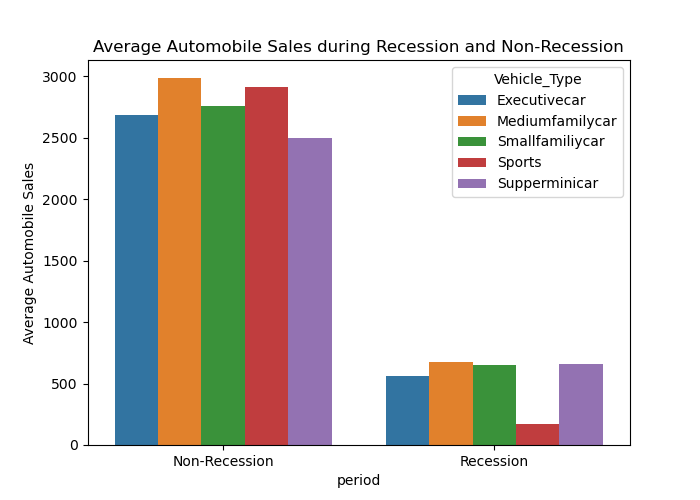 Average Automobile Sales during Recession and Non-Recession
Average Automobile Sales
3000
2500
2000
1500
1000
500
0
Vehicle_Type
Executivecar
Mediumfamilycar
Smallfamiliycar
Sports
Supperminicar
Non-Recession
Recession
period